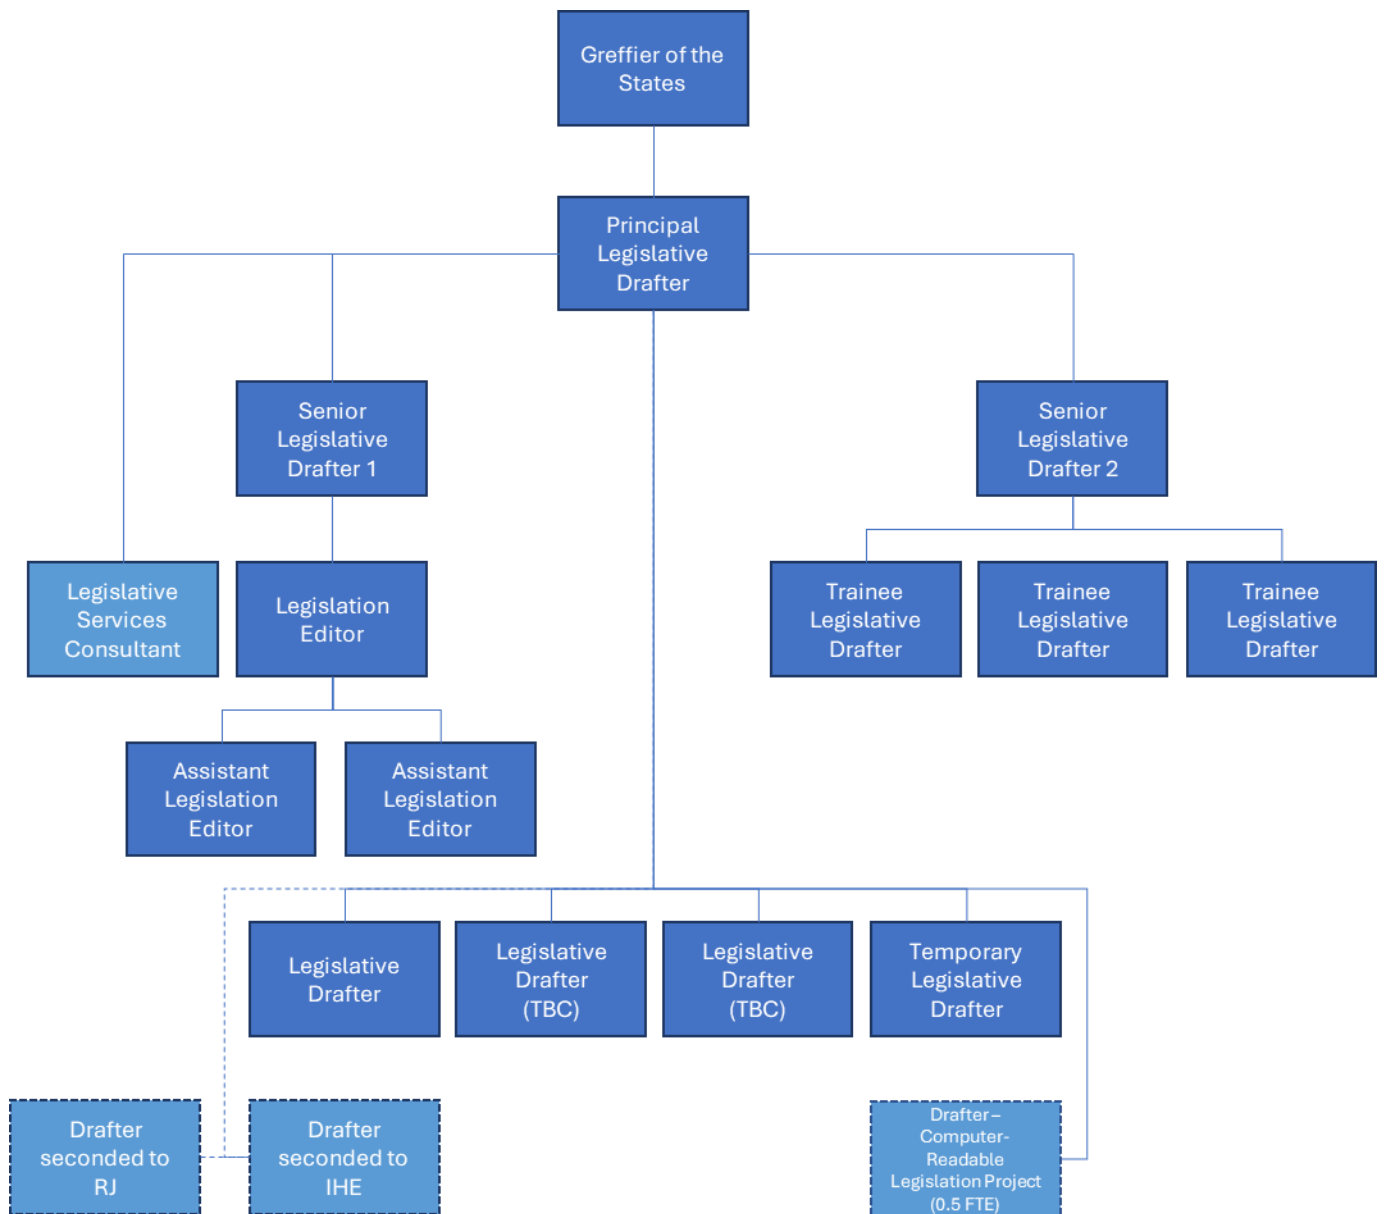 Greffier of the
States
Principal
Legislative
Drafter
Senior
Legislative
Drafter 1
Senior
Legislative
Drafter 2
Legislative
Services
Consultant
Legislation
Editor
Trainee
Legislative
Drafter
Trainee
Legislative
Drafter
Trainee
Legislative
Drafter
Assistant
Legislation
Editor
Assistant
Legislation
Editor
Legislative
Drafter
Legislative
Drafter
(TBC)
Legislative
Drafter
(TBC)
Temporary
Legislative
Drafter
Drafter
seconded to
RJ
Drafter
seconded to
IHE
Drafter –
Computer-
Readable
Legislation Project
(0.5 FTE)